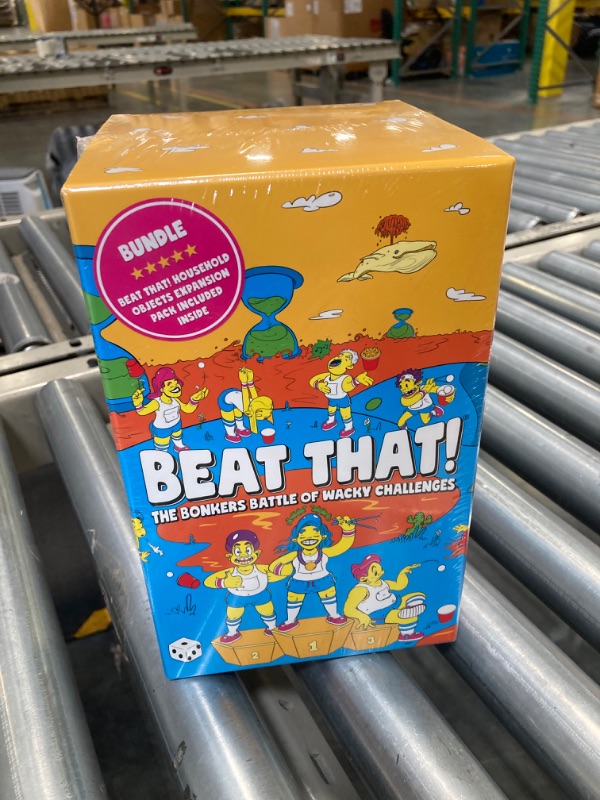 BUNDLE
BEAT THAT! HOUSEHOLD
OBJECTS EXPANSION
PACK INCLUDED
INSIDE
BEAT THAT!
THE BONKERS BATTLE OF WACKY CHALLENGES
2
1
3